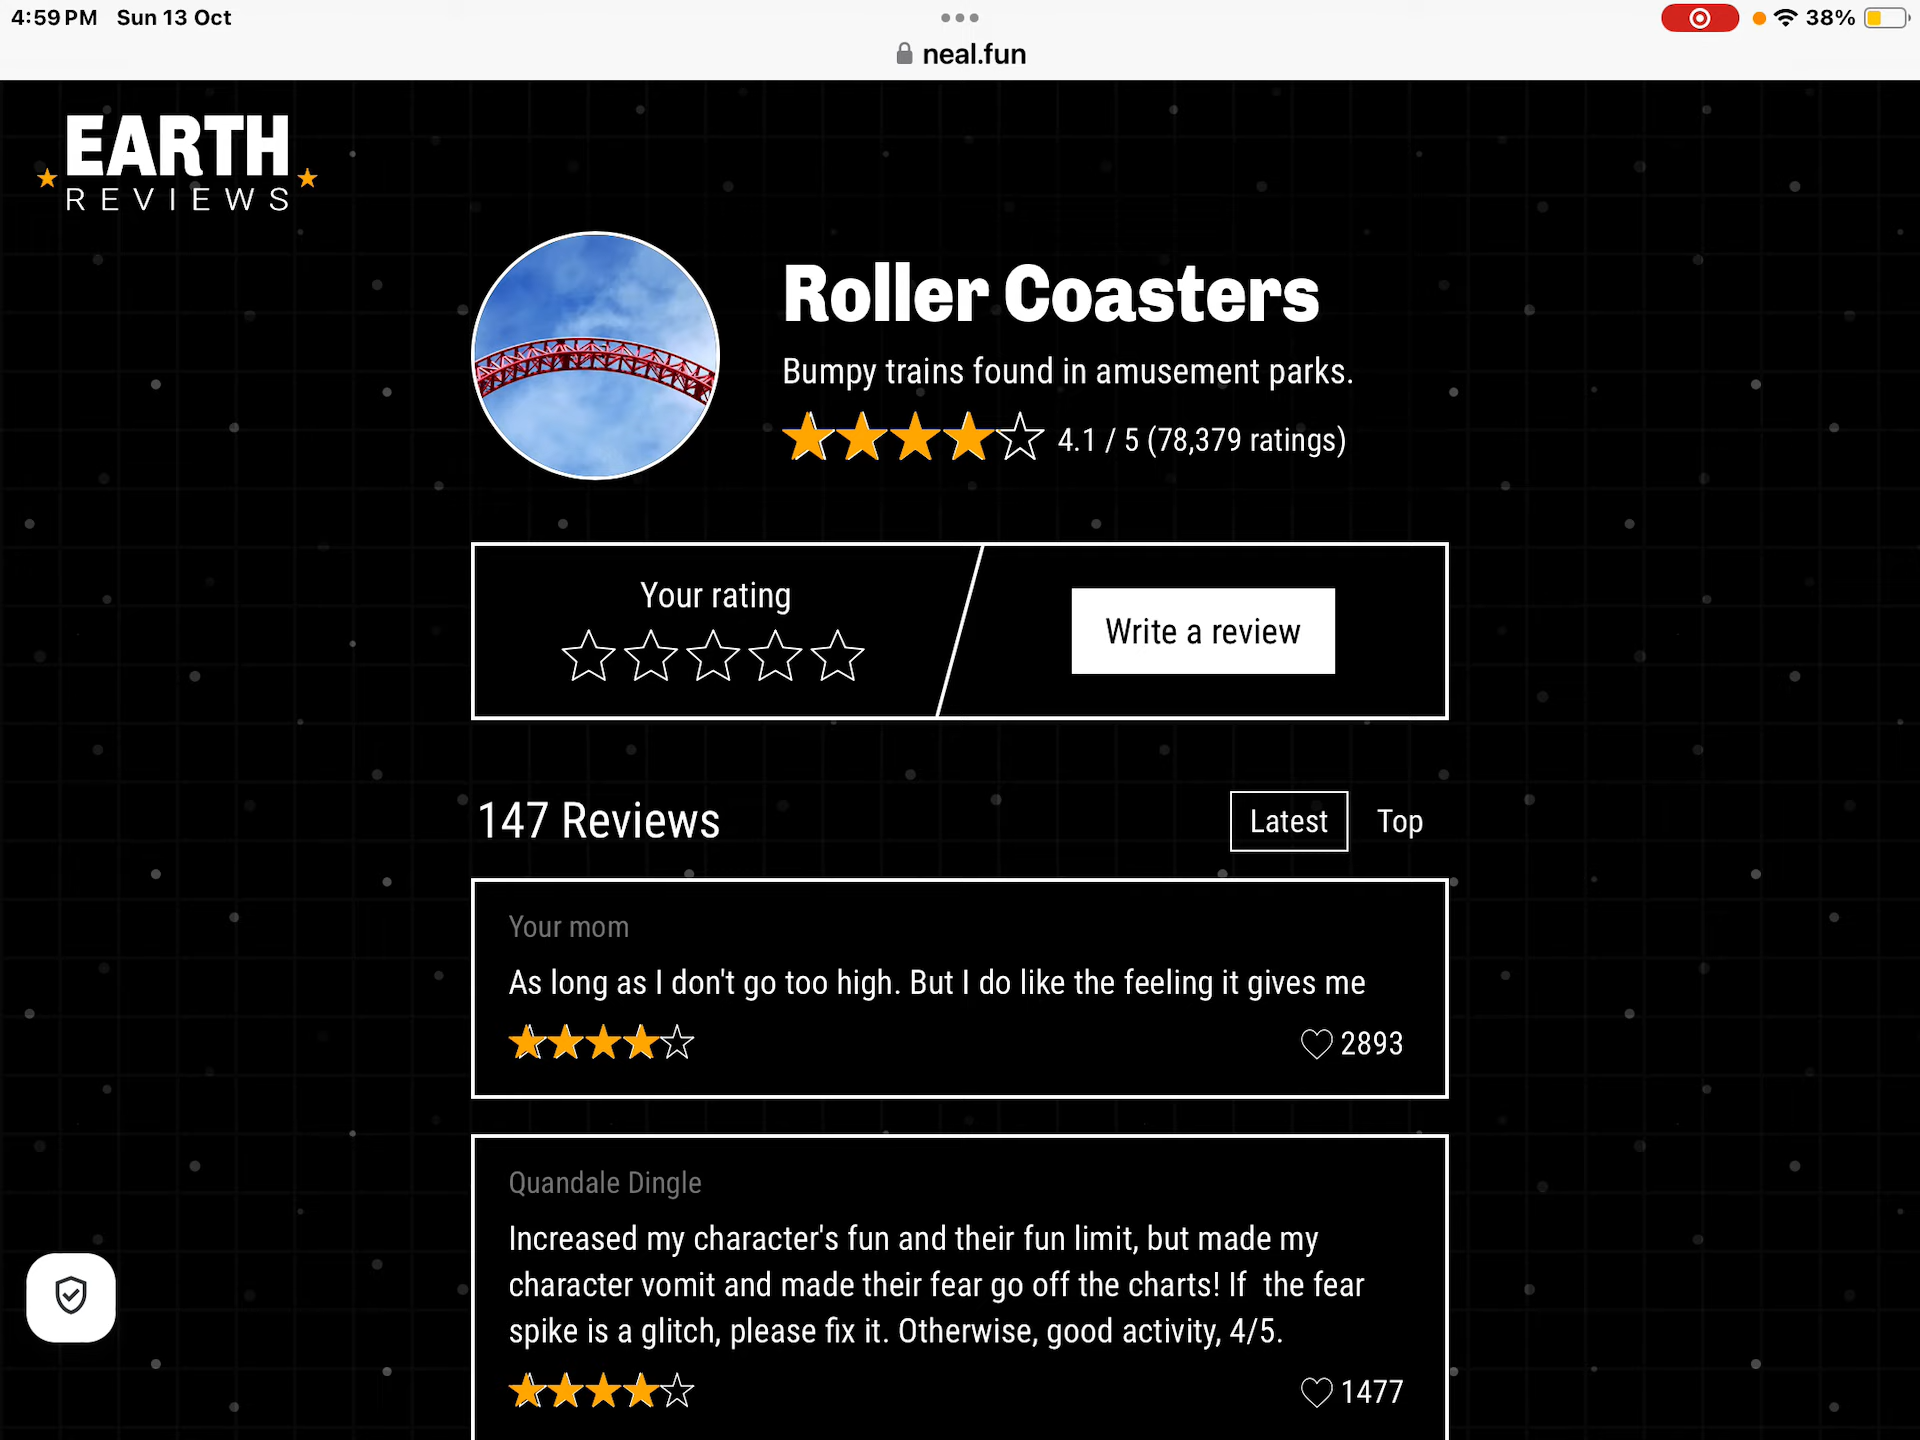 4:59 PM Sun 13 Oct
38%
neal.fun
EARTH
REVIEWS
Roller Coasters
Bumpy trains found in amusement parks.
4.1 / 5 (78,379 ratings)
Your rating
Write a review
147 Reviews
Latest
Top
Your mom
As long as I don't go too high. But I do like the feeling it gives me
2893
Quandale Dingle
Increased my character's fun and their fun limit, but made my
character vomit and made their fear go off the charts! If  the fear
spike is a glitch, please fix it. Otherwise, good activity, 4/5.
1477